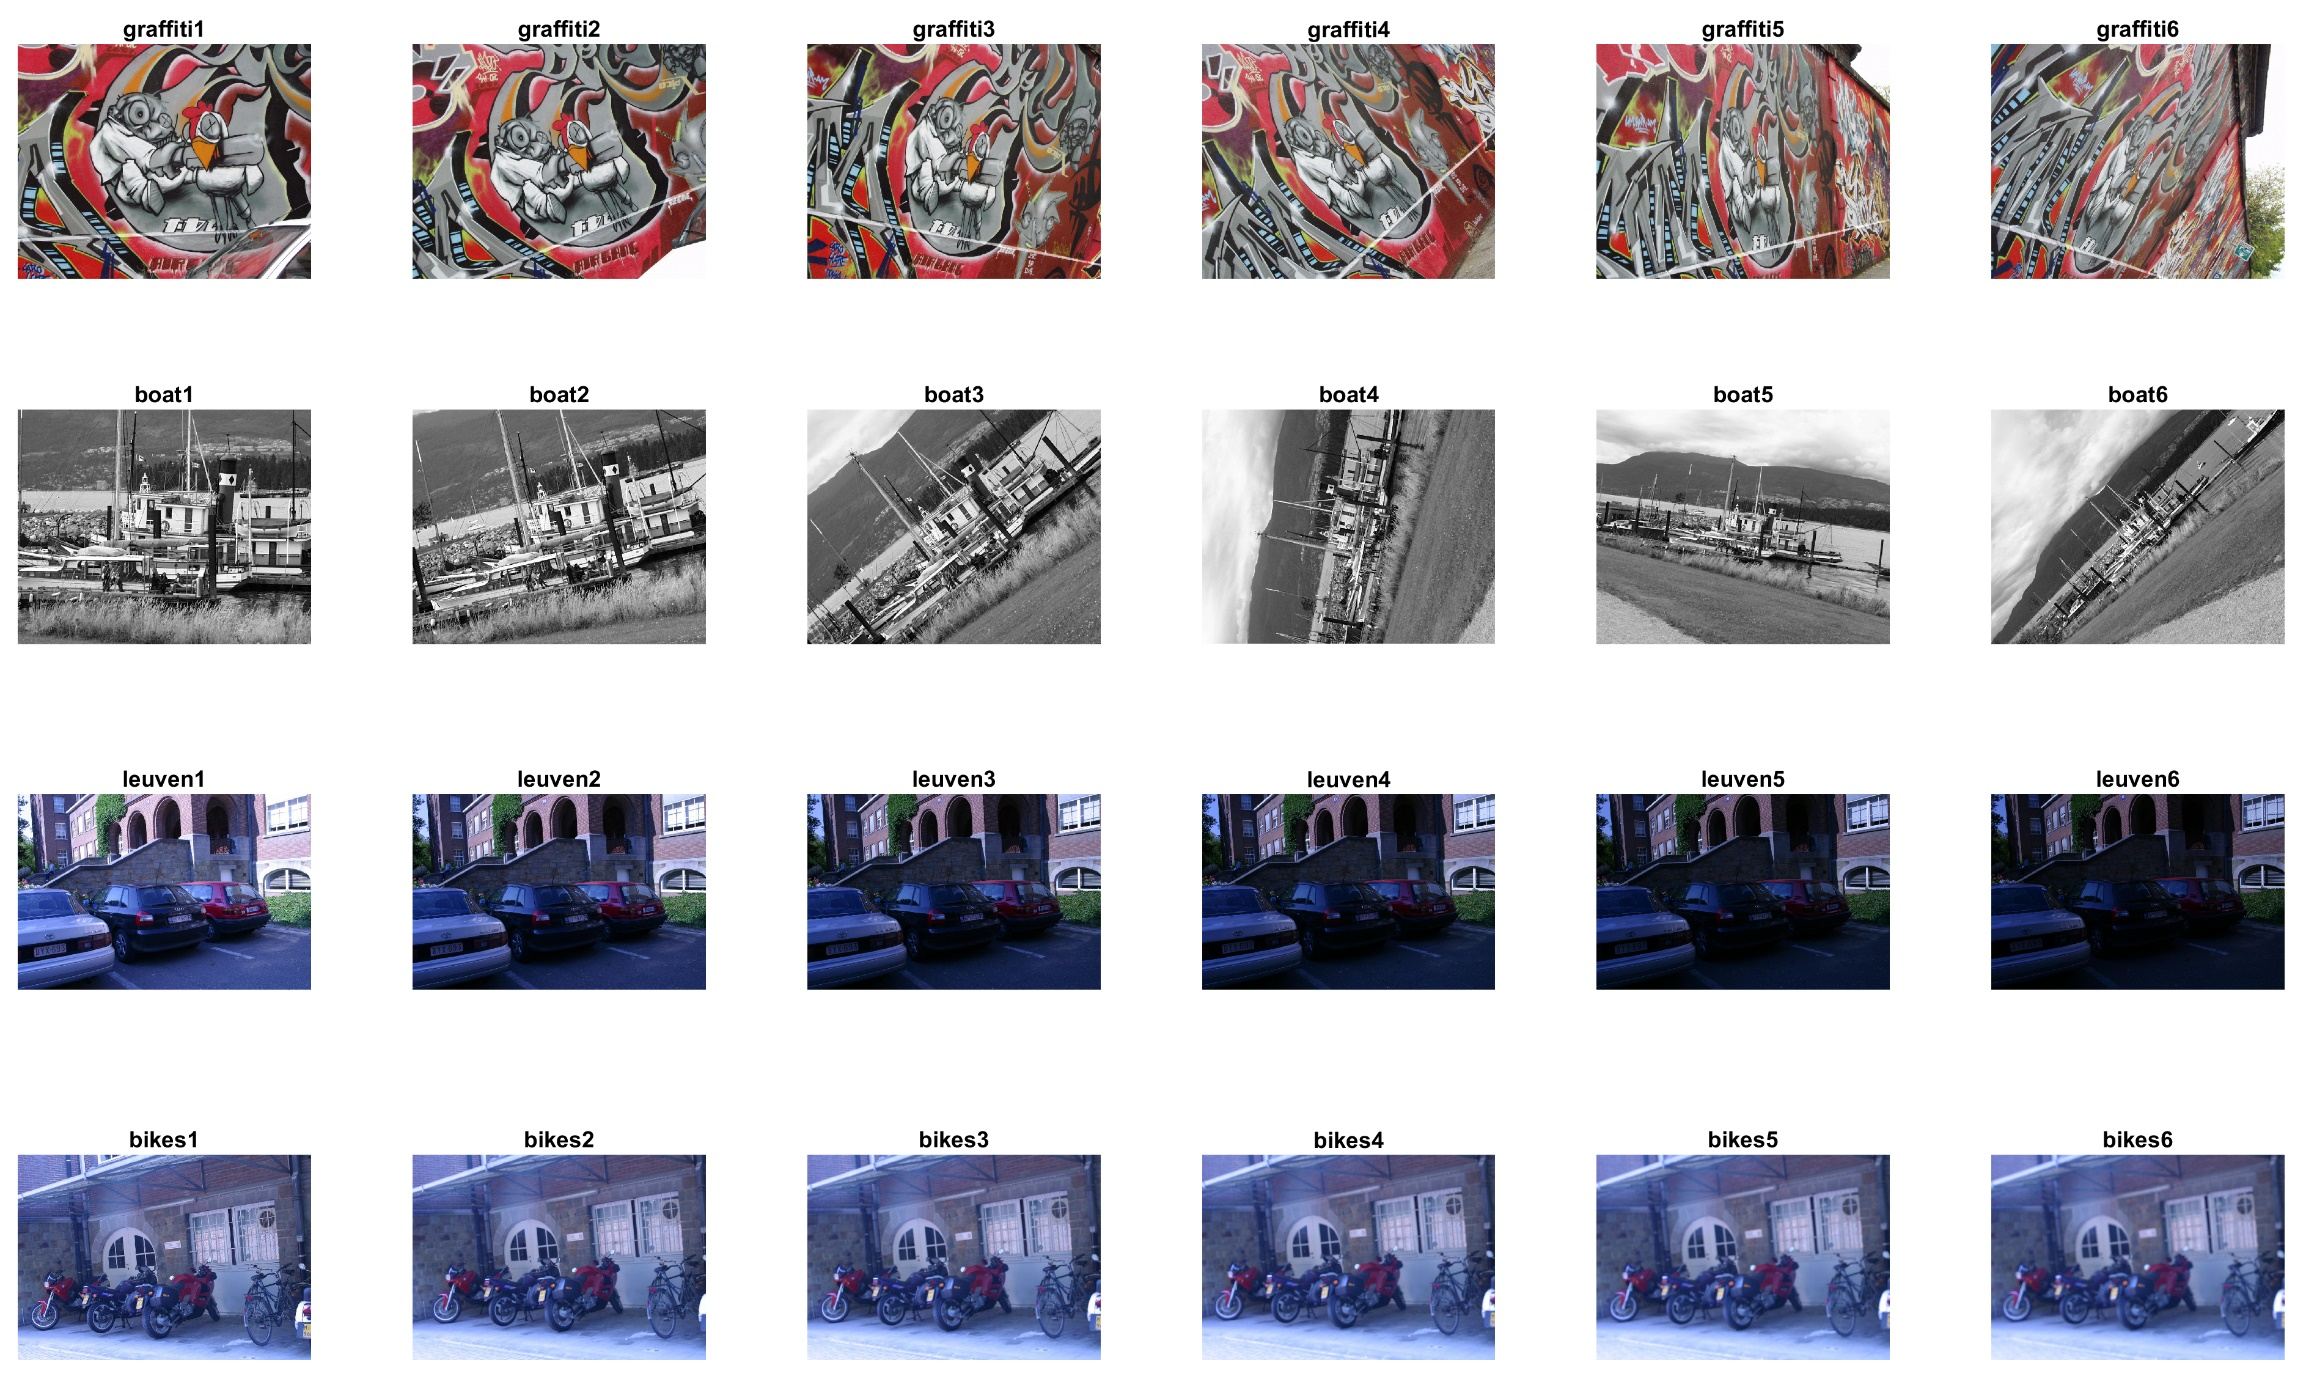 graffiti1 graffiti2 graffiti3 graffiti4 graffiti5 graffiti6
boat1 boat2 boat3 boat4 boat5 boat6
leuven1 leuven2 leuven3 leuven4 leuven5 leuven6
bikes1 bikes2 bikes3 bikes4 bikes5 bikes6